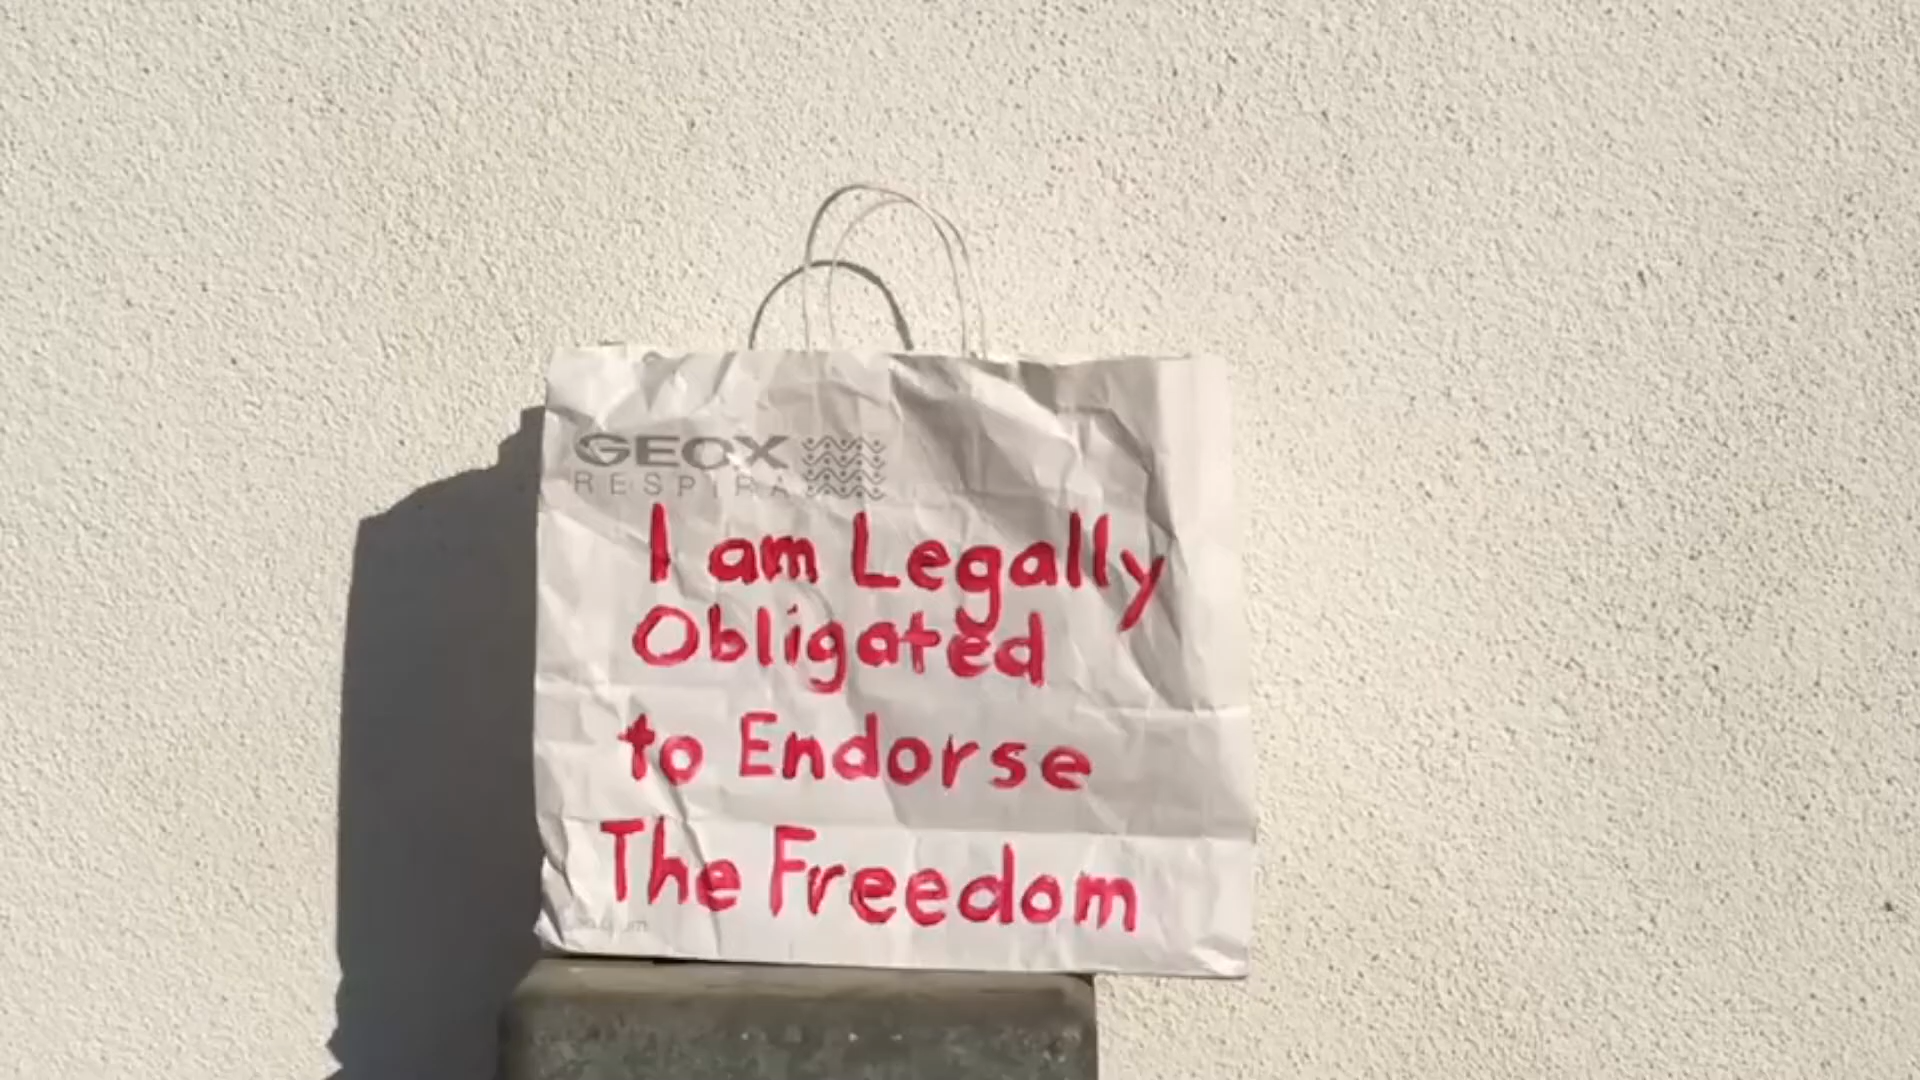 GEOX
RESPIRA
I am Legally
Obligated
to Endorse
The Freedom